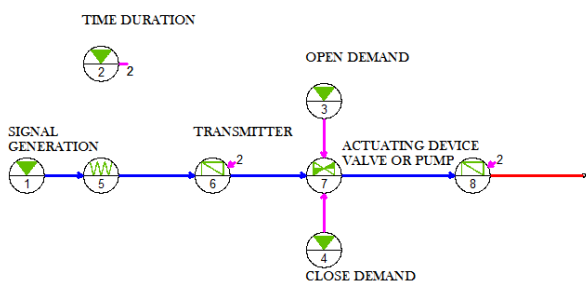 TIME DURATION
2
2
OPEN DEMAND
3
SIGNAL
GENERATION
TRANSMITTER
ACTUATING DEVICE
VALVE OR PUMP
2
2
1
5
6
7
8
4
CLOSE DEMAND